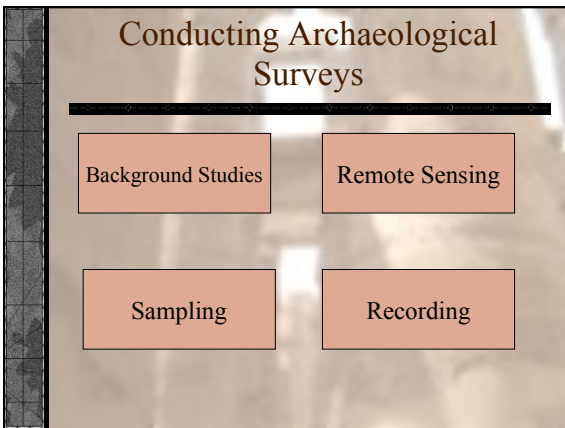 Conducting Archaeological
Surveys
Background Studies
Remote Sensing
Sampling
Recording